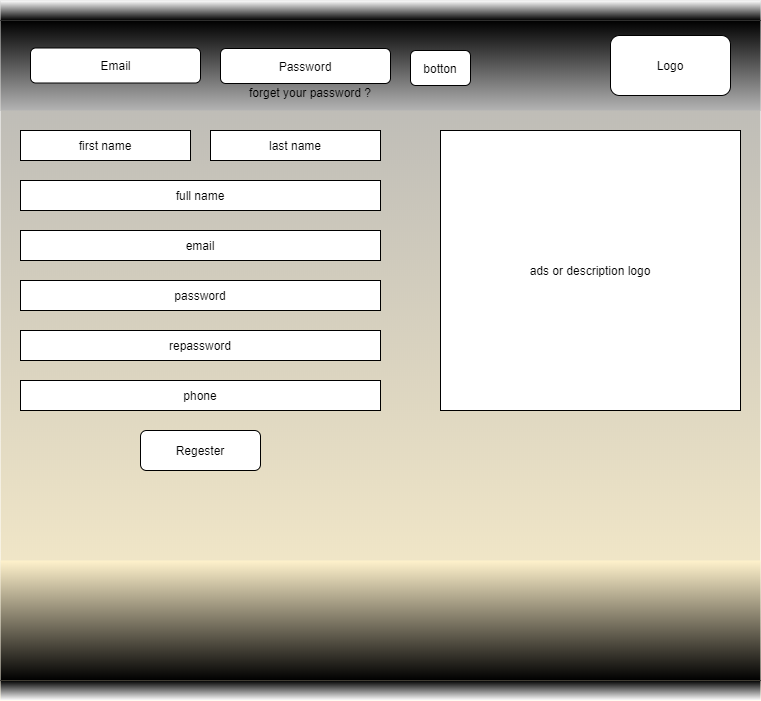 Email
Password
botton
Logo
forget your password ?
first name
last name
full name
email
password
repassword
phone
ads or description logo
Regester